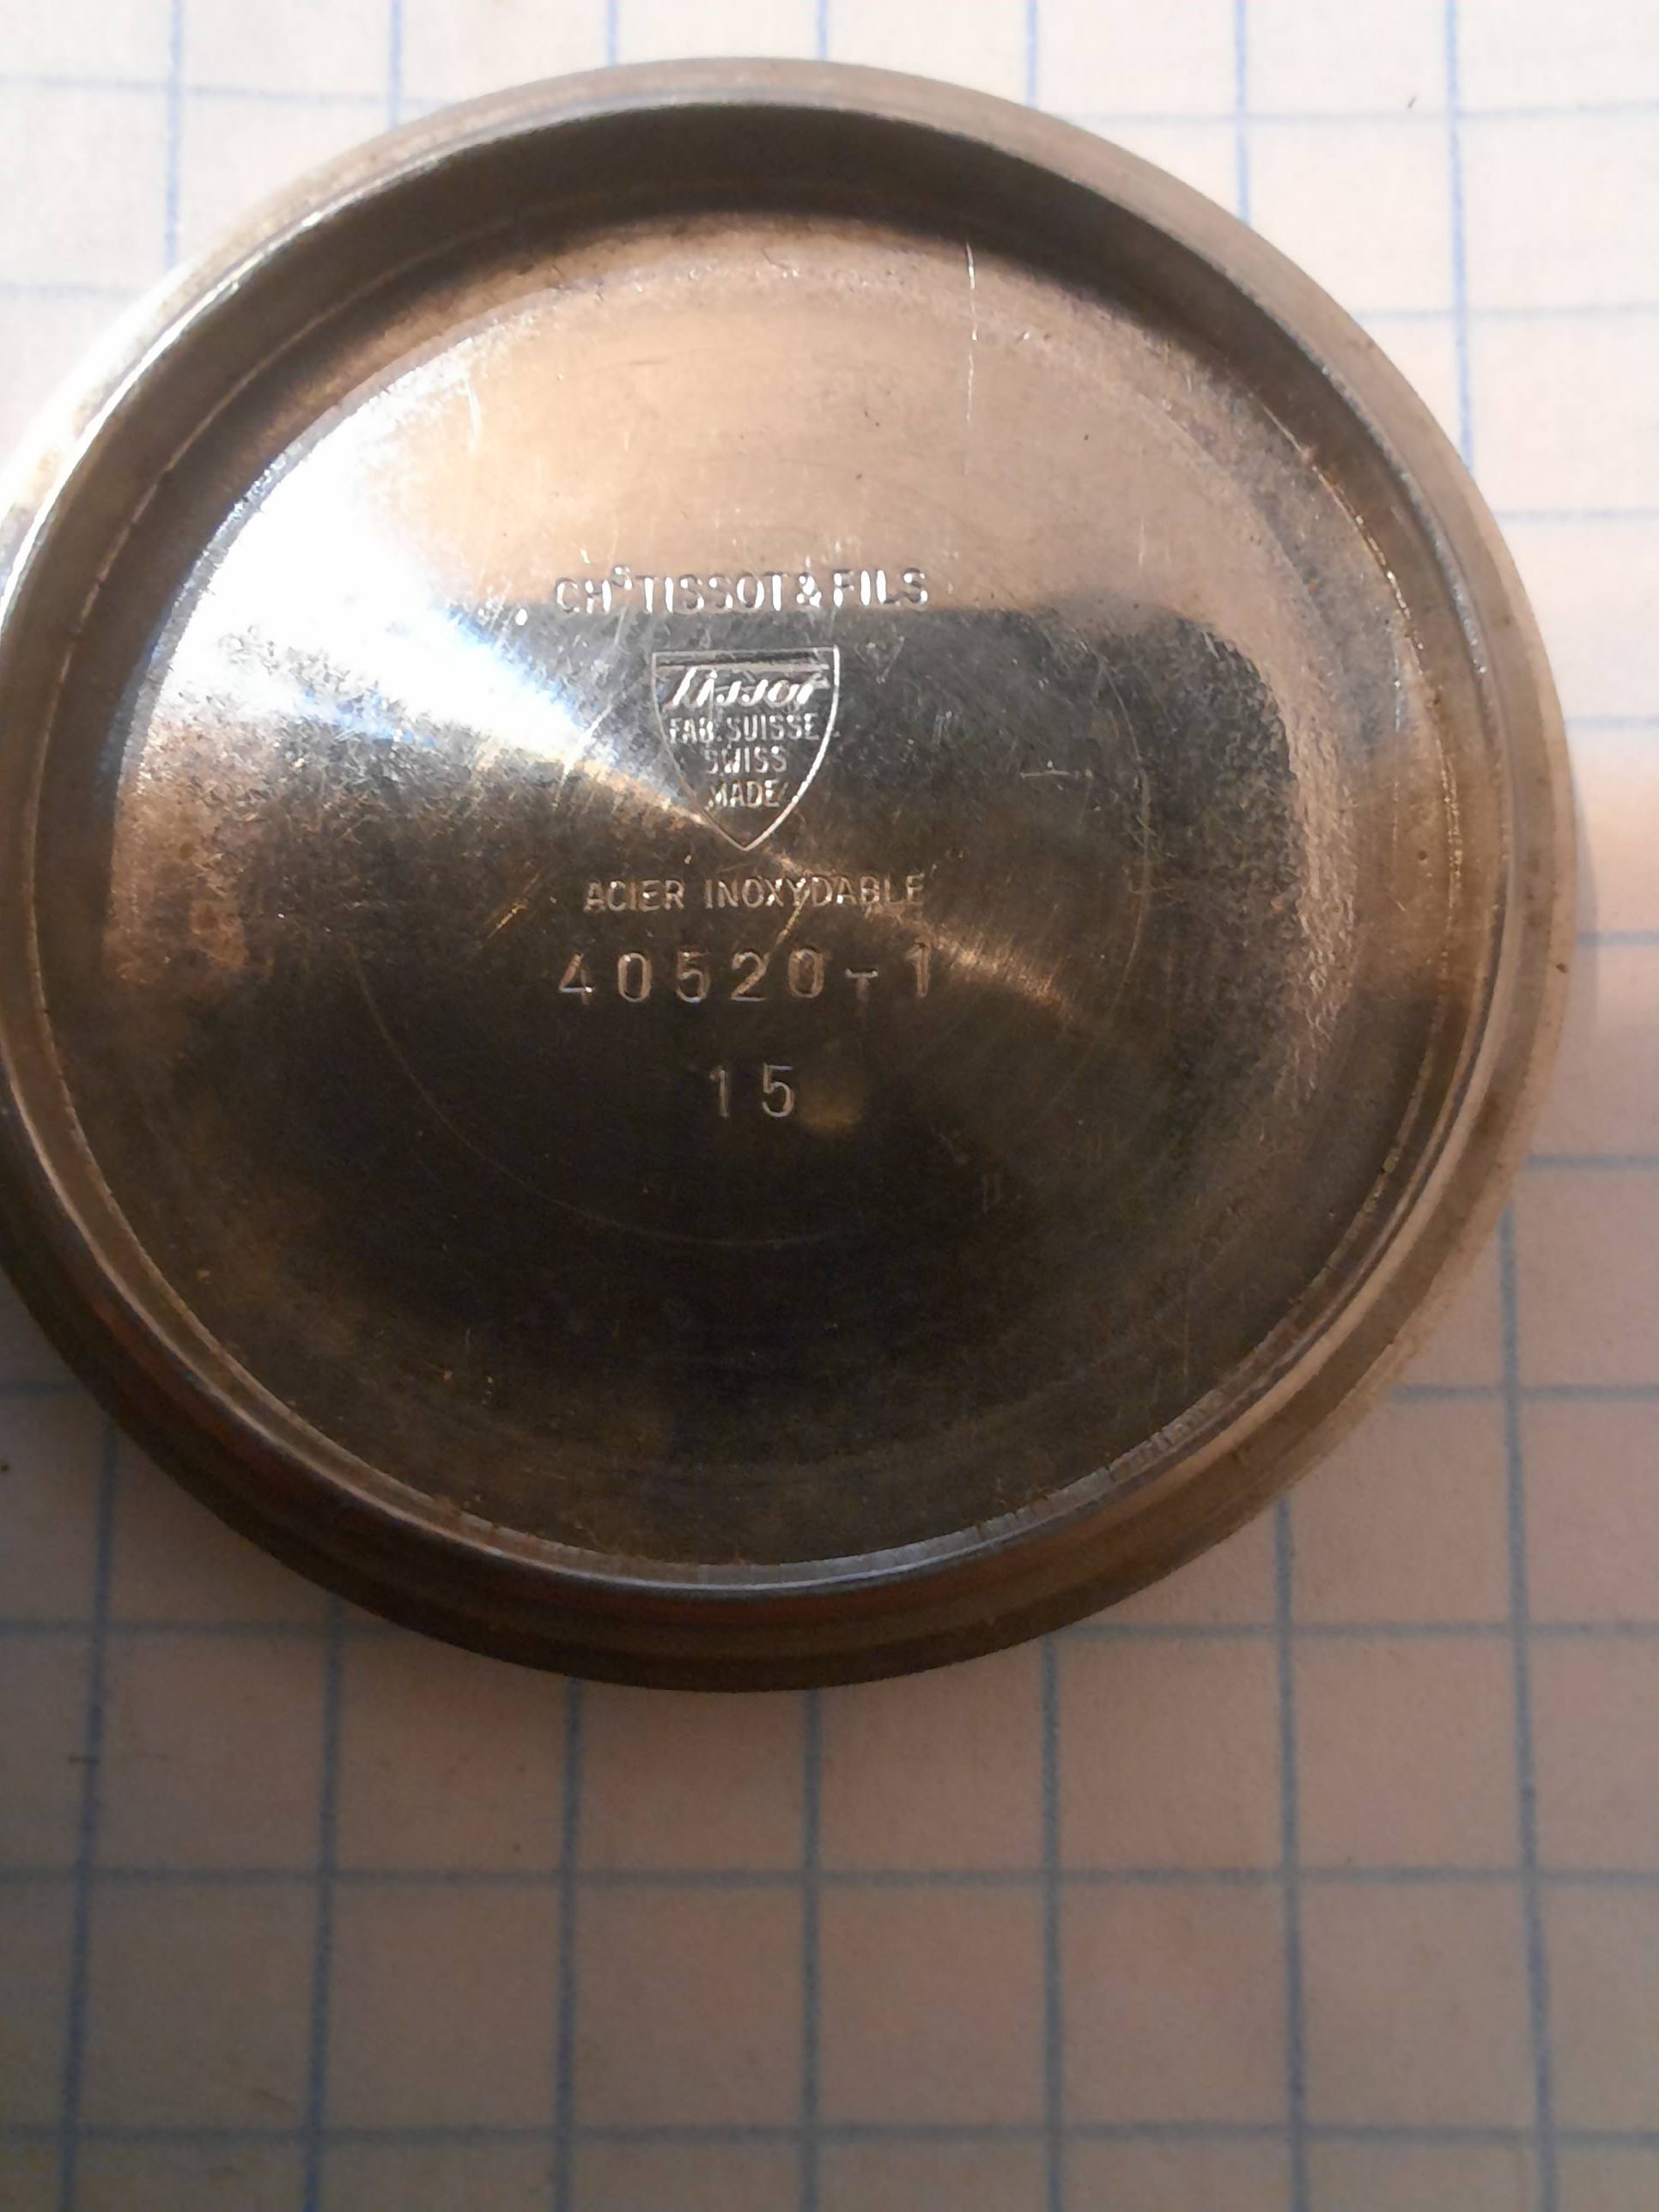 CHS TISSOT & FILS
Tissot
FAB. SUISSE
SWISS
MADE
ACIER INOXYDABLE
40520-1
15